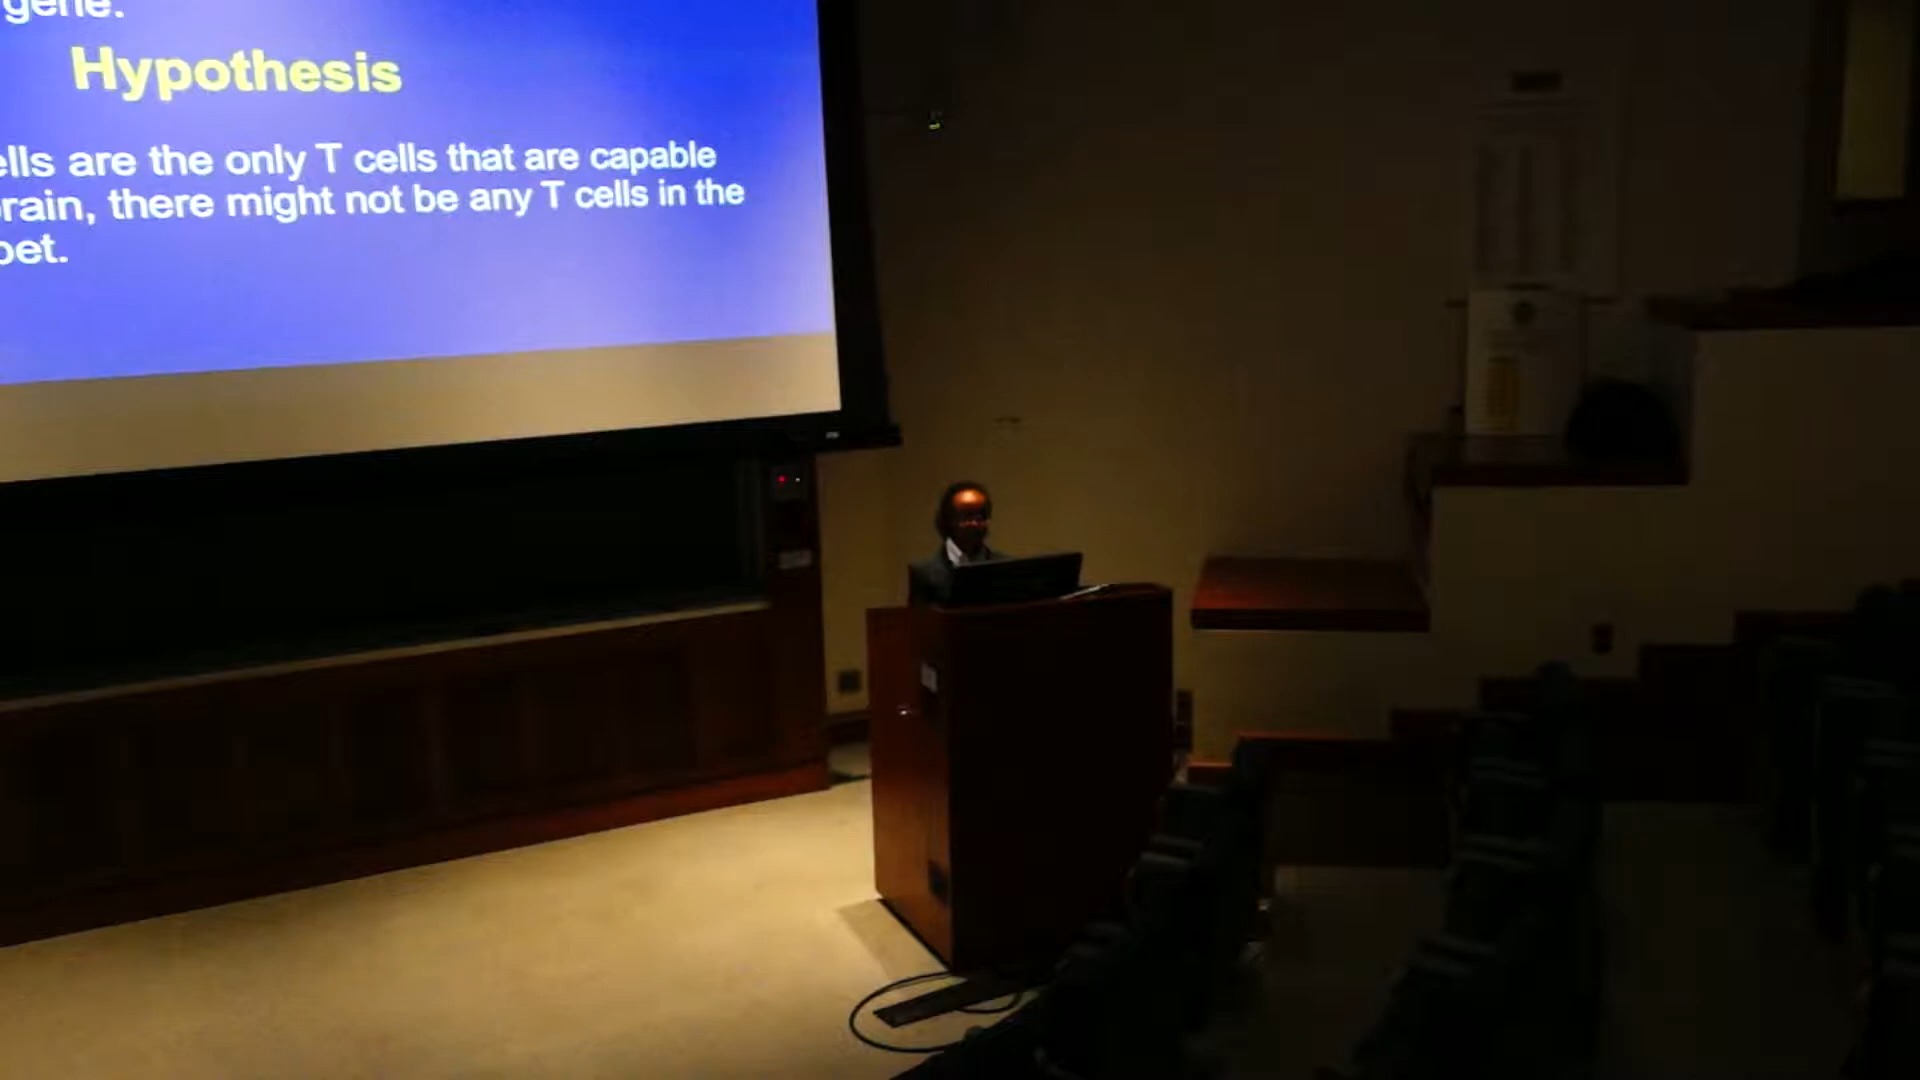 gene.
Hypothesis
ells are the only T cells that are capable
rain, there might not be any T cells in the
bet.